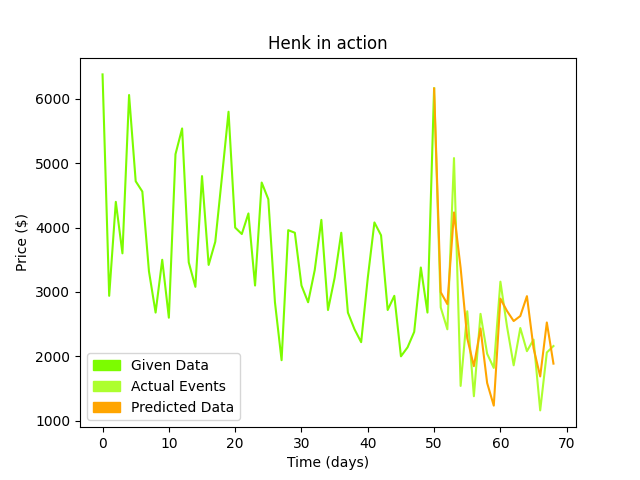 Henk in action
Price ($)
6000
5000
4000
3000
2000
1000
Given Data
Actual Events
Predicted Data
0 10 20 30 40 50 60 70
Time (days)